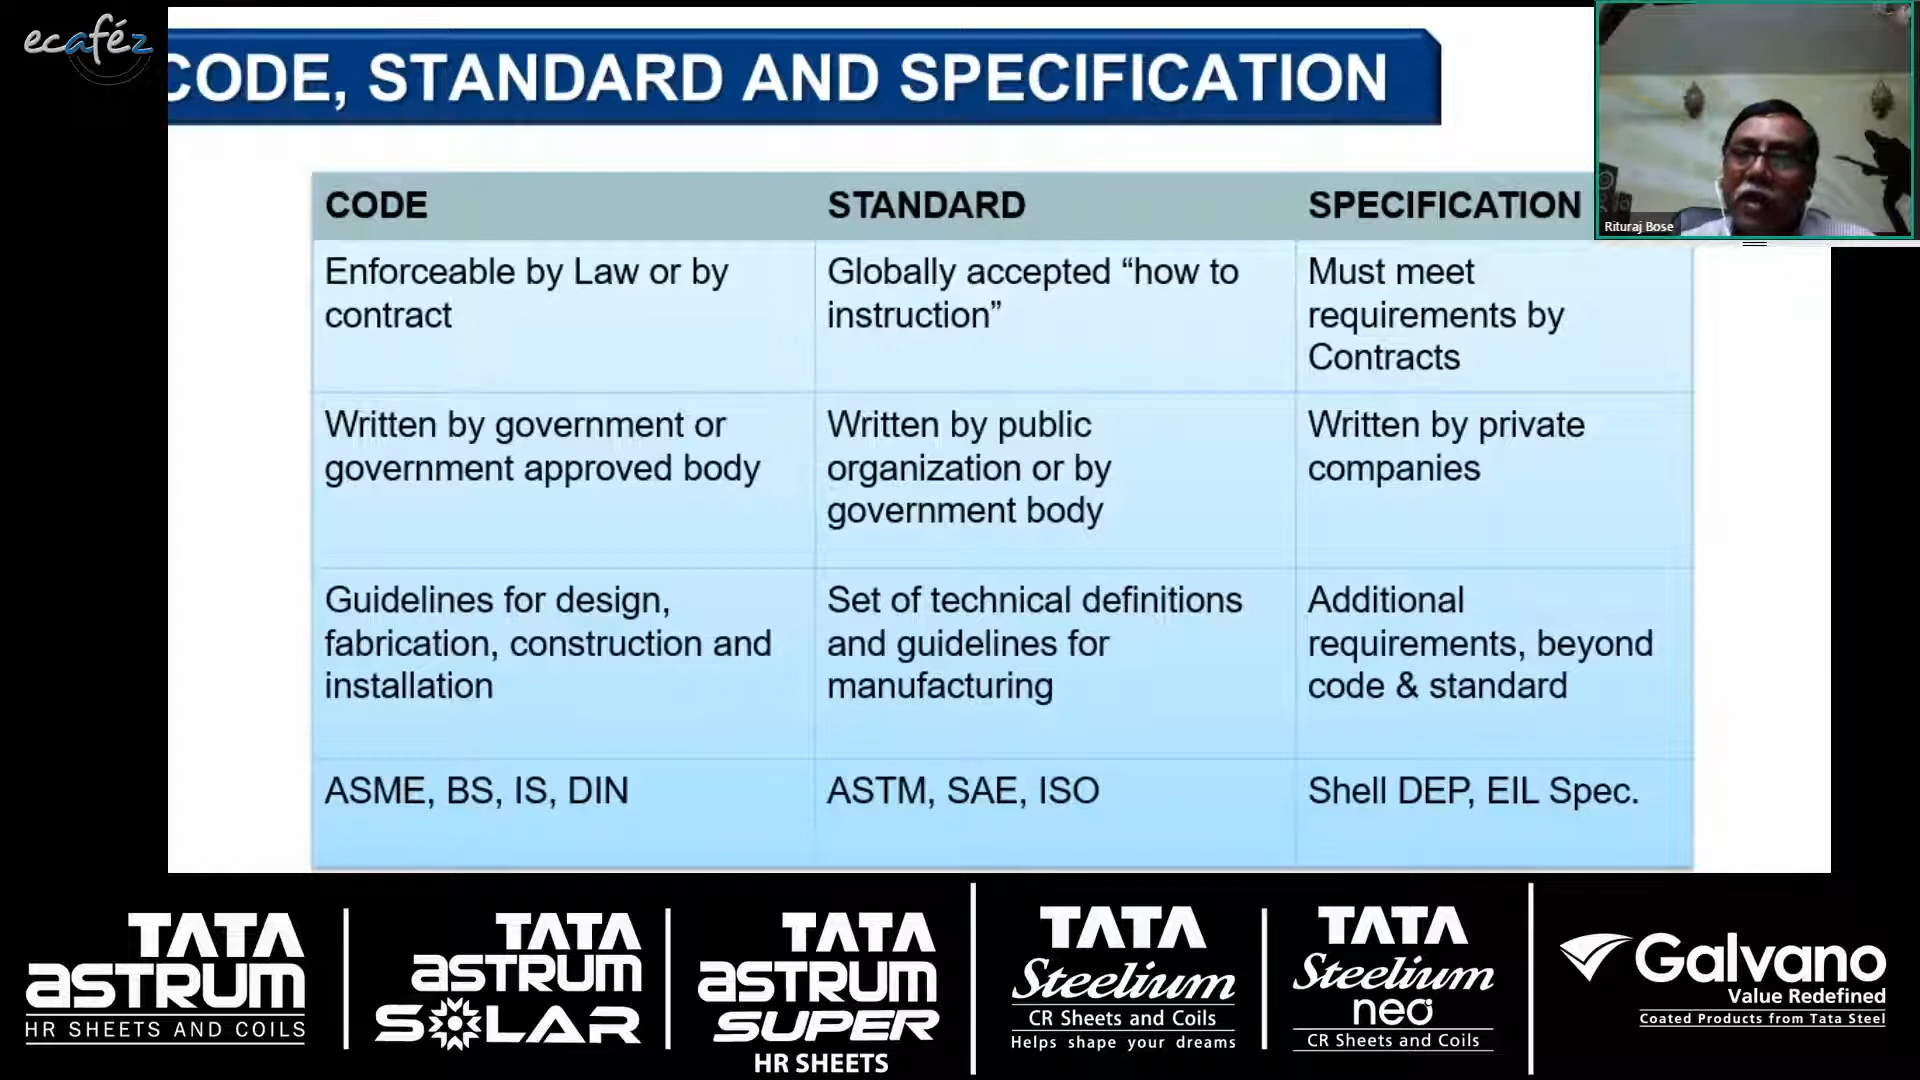 ecaféz
CODE, STANDARD AND SPECIFICATION
Rituraj Bose
CODE STANDARD SPECIFICATION
Enforceable by Law or by
contract
Globally accepted “how to
instruction”
Must meet
requirements by
Contracts
Written by government or
government approved body
Written by public
organization or by
government body
Written by private
companies
Guidelines for design,
fabrication, construction and
installation
Set of technical definitions
and guidelines for
manufacturing
Additional
requirements, beyond
code & standard
ASME, BS, IS, DIN
ASTM, SAE, ISO
Shell DEP, EIL Spec.
TATA
ASTRUM
HR SHEETS AND COILS
TATA
ASTRUM
SOLAR
TATA
ASTRUM
SUPER
HR SHEETS
TATA
Steelium
CR Sheets and Coils
Helps shape your dreams
TATA
Steelium
neo
CR Sheets and Coils
Galvano
Value Redefined
Coated Products from Tata Steel